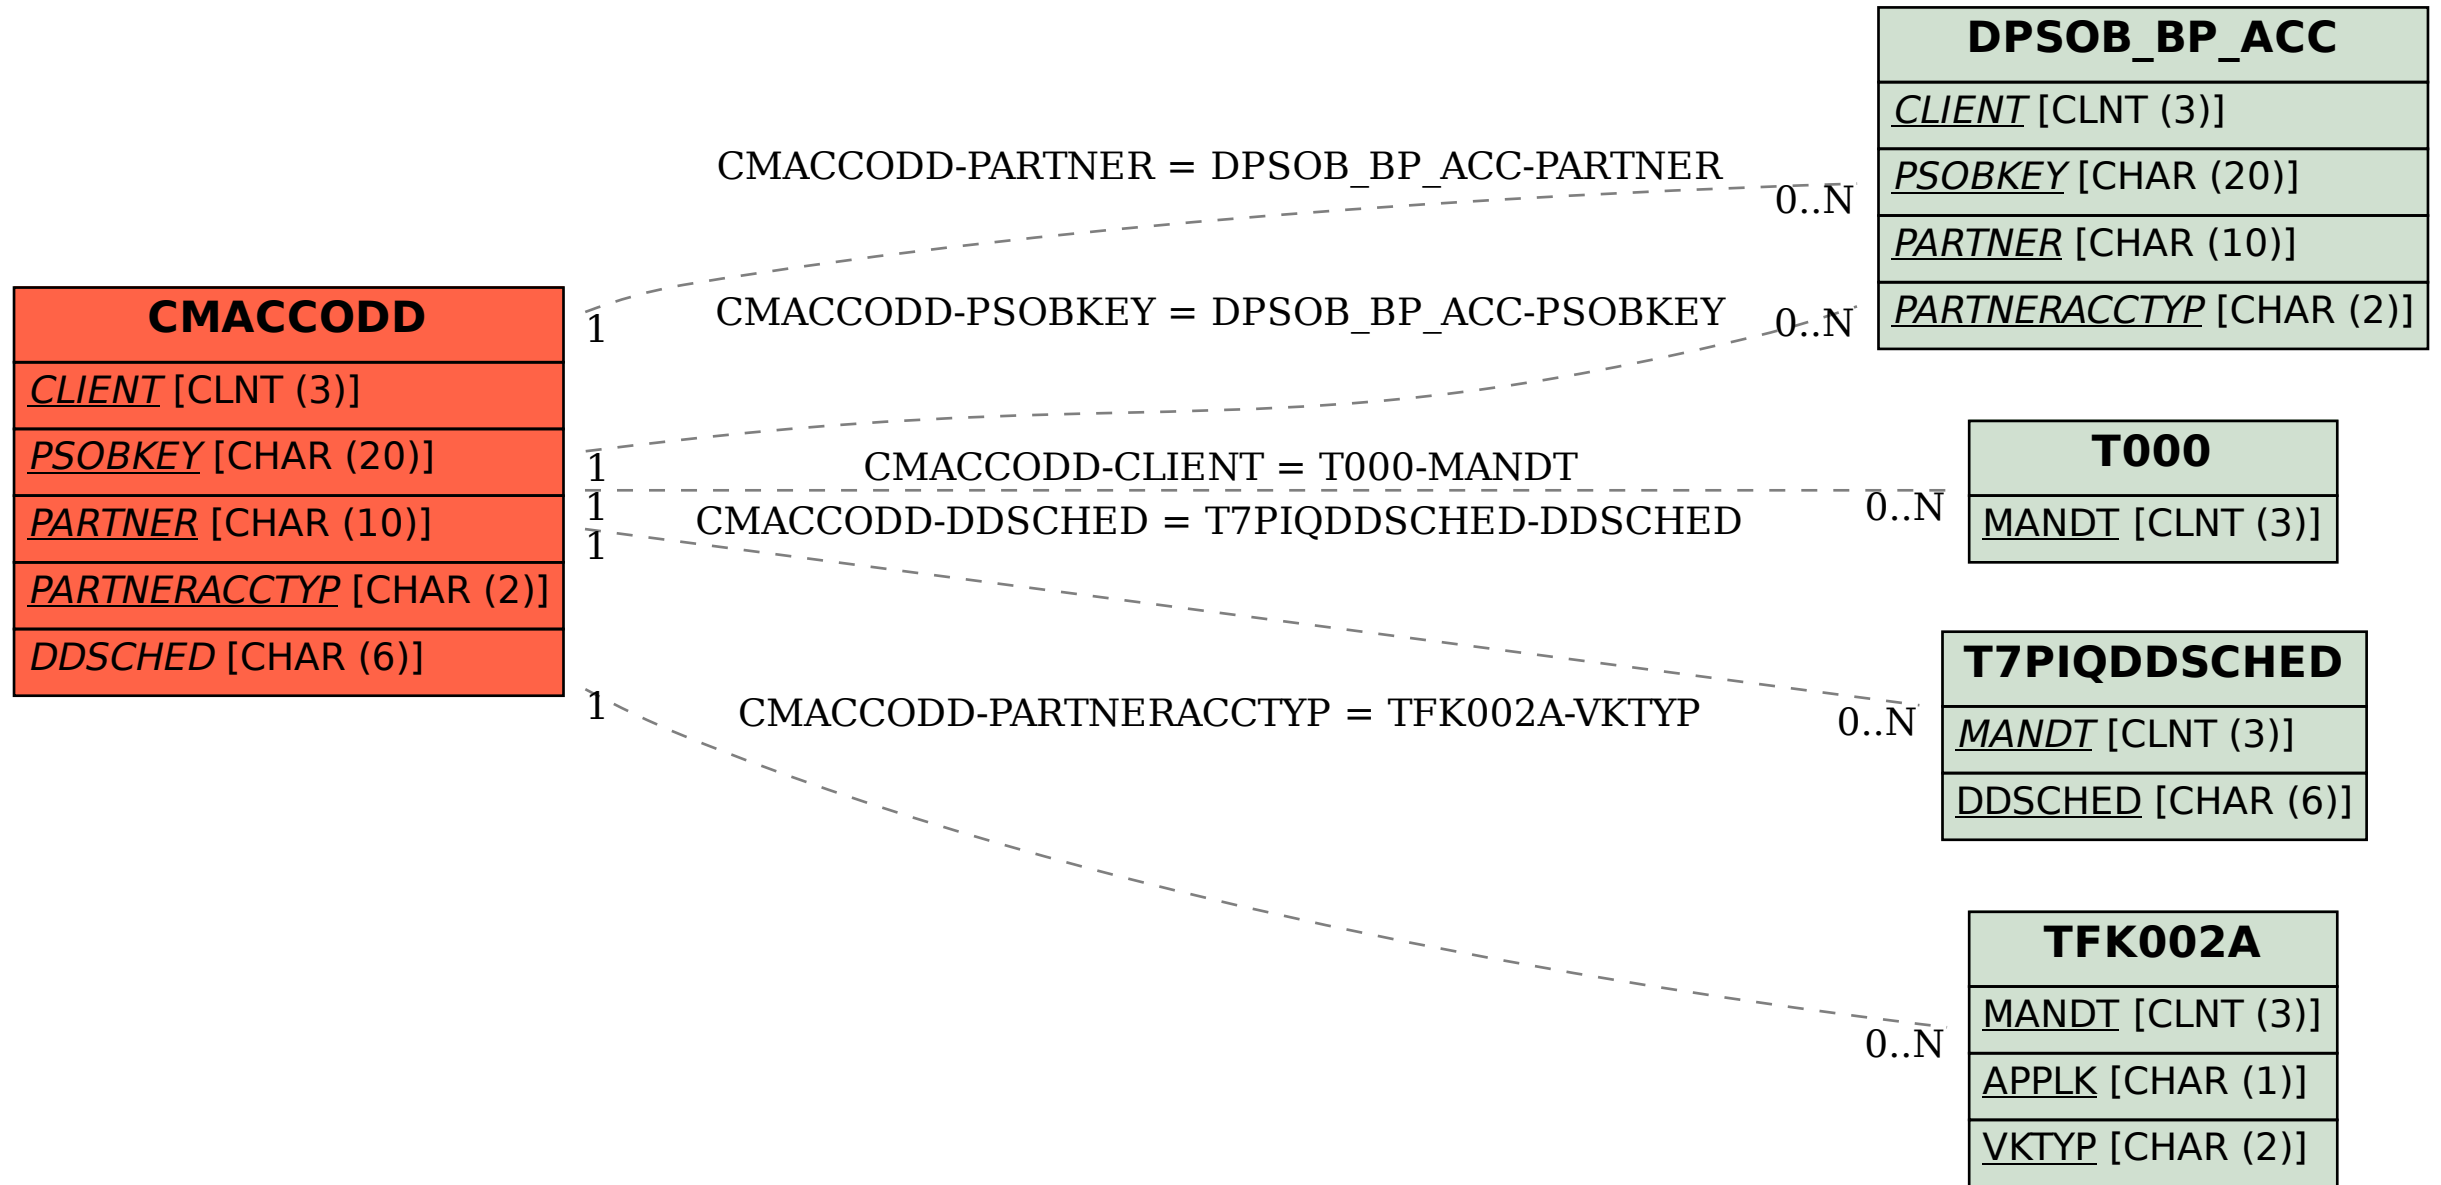 CMACCODD
CLIENT [CLNT (3)]
PSOBKEY [CHAR (20)]
PARTNER [CHAR (10)]
PARTNERACCTYP [CHAR (2)]
DDSCHED [CHAR (6)]
CMACCODD-PARTNER = DPSOB_BP_ACC-PARTNER
1
0..N
CMACCODD-PSOBKEY = DPSOB_BP_ACC-PSOBKEY
1
0..N
CMACCODD-CLIENT = T000-MANDT
1
0..N
CMACCODD-DDSCHED = T7PIQDDSCHED-DDSCHED
1
0..N
CMACCODD-PARTNERACCTYP = TFK002A-VKTYP
1
0..N
DPSOB_BP_ACC
CLIENT [CLNT (3)]
PSOBKEY [CHAR (20)]
PARTNER [CHAR (10)]
PARTNERACCTYP [CHAR (2)]
T000
MANDT [CLNT (3)]
T7PIQDDSCHED
MANDT [CLNT (3)]
DDSCHED [CHAR (6)]
TFK002A
MANDT [CLNT (3)]
APPLK [CHAR (1)]
VKTYP [CHAR (2)]